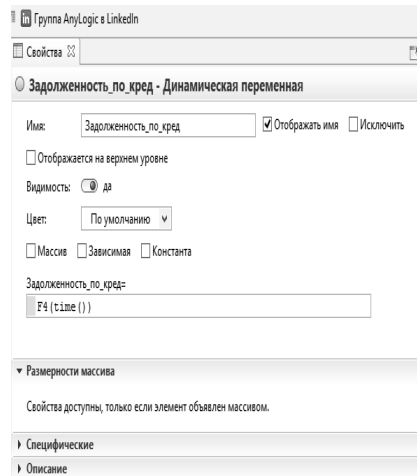 in Группа AnyLogic в LinkedIn
Свойства
Задолженность_по_кред - Динамическая переменная
Имя: Задолженность_по_кред Отображать имя Исключить
Отображается на верхнем уровне
Видимость: да
Цвет: По умолчанию
Массив Зависимая Константа
Задолженность_по_кред=
F4(time())
Размерности массива
Свойства доступны, только если элемент объявлен массивом.
Специфические
Описание